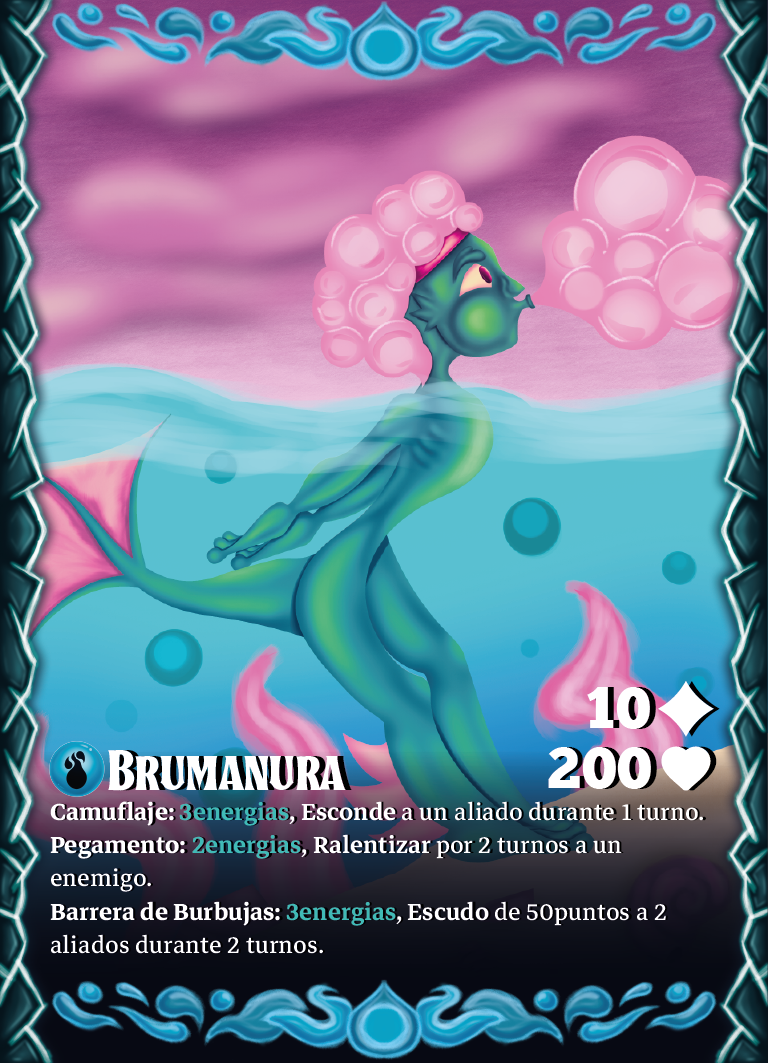 10
200
BRUMANURA
Camuflaje: 3energias, Esconde a un aliado durante 1 turno.
Pegamento: 2energias, Ralentizar por 2 turnos a un
enemigo.
Barrera de Burbujas: 3energias, Escudo de 50puntos a 2
aliados durante 2 turnos.